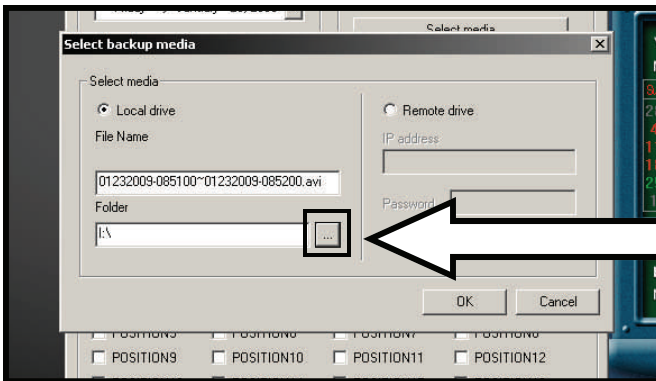 Select media
Select backup media
Select media
Local drive
Remote drive
File Name
IP address
01232009-085100~01232009-085200.avi
Folder
Password
I:\
...
OK
Cancel
POSITION9
POSITION10
POSITION11
POSITION12